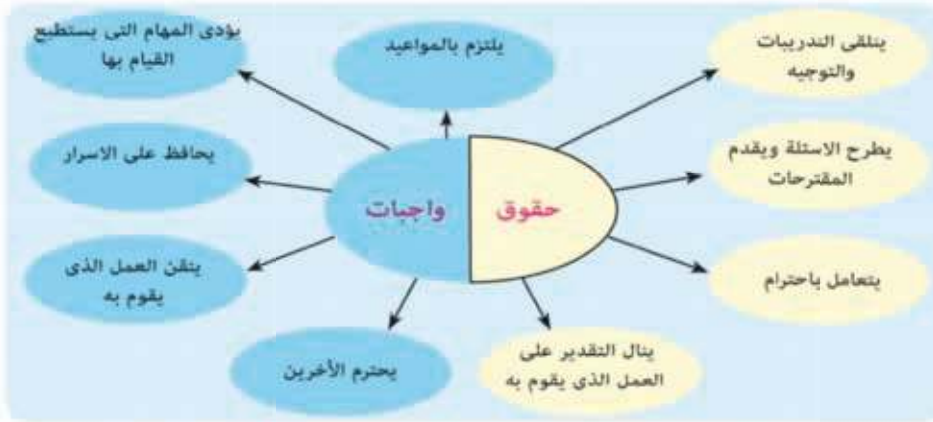 حقوق
واجبات
يتلقى التدريبات
والتوجيه
يطرح الاسئلة ويقدم
المقترحات
يتعامل باحترام
ينال التقدير على
العمل الذى يقوم به
يلتزم بالمواعيد
يؤدى المهام التى يستطيع
القيام بها
يحافظ على الاسرار
يتقن العمل الذى
يقوم به
يحترم الأخرين